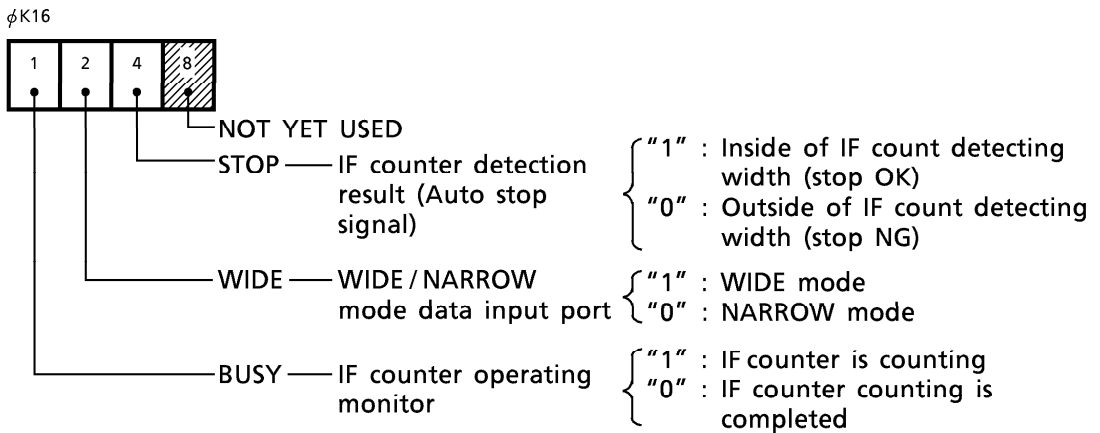 ϕK16
1 2 4 8
NOT YET USED
STOP IF counter detection result (Auto stop signal)
"1" : Inside of IF count detecting width (stop OK)
"0" : Outside of IF count detecting width (stop NG)
WIDE WIDE/NARROW mode data input port
"1" : WIDE mode
"0" : NARROW mode
BUSY IF counter operating monitor
"1" : IF counter is counting
"0" : IF counter counting is completed